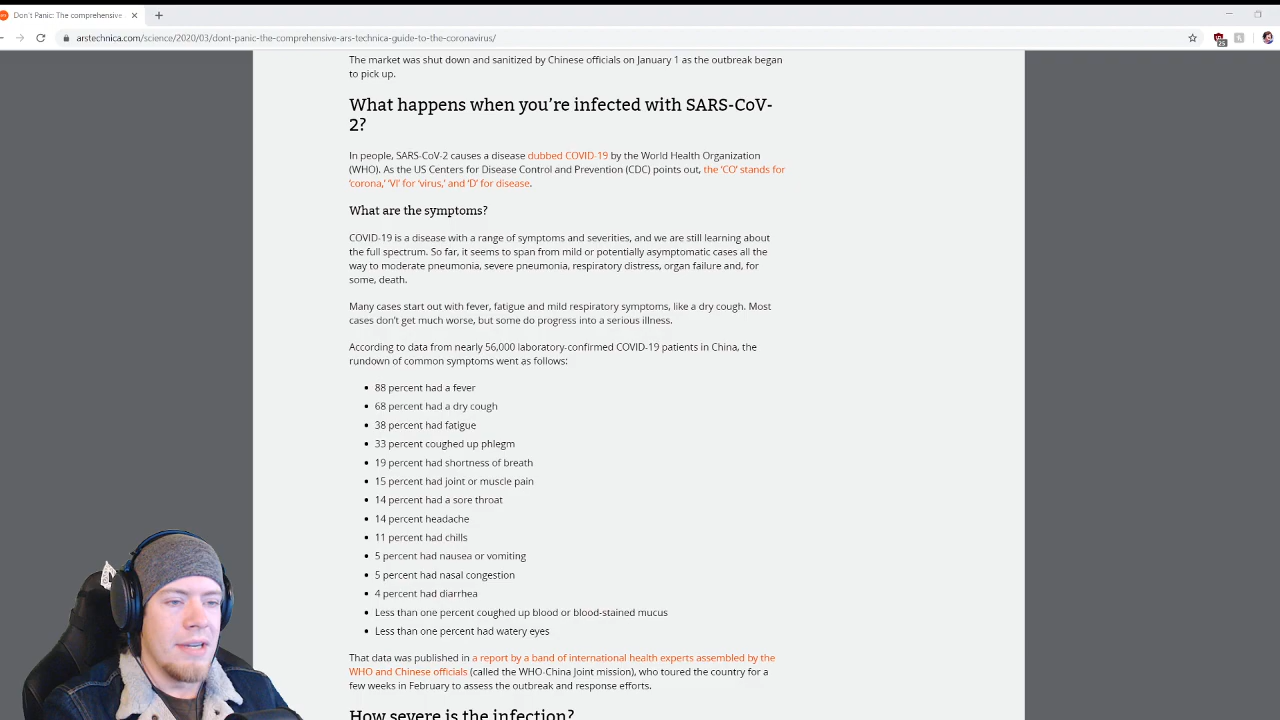 Don't Panic: The comprehensive
arstechnica.com/science/2020/03/dont-panic-the-comprehensive-ars-technica-guide-to-the-coronavirus/
25
The market was shut down and sanitized by Chinese officials on January 1 as the outbreak began
to pick up.
What happens when you're infected with SARS-CoV-
2?
In people, SARS-CoV-2 causes a disease dubbed COVID-19 by the World Health Organization
(WHO). As the US Centers for Disease Control and Prevention (CDC) points out, the 'CO' stands for
'corona,' 'VI' for 'virus,' and 'D' for disease.
What are the symptoms?
COVID-19 is a disease with a range of symptoms and severities, and we are still learning about
the full spectrum. So far, it seems to span from mild or potentially asymptomatic cases all the
way to moderate pneumonia, severe pneumonia, respiratory distress, organ failure and, for
some, death.
Many cases start out with fever, fatigue and mild respiratory symptoms, like a dry cough. Most
cases don't get much worse, but some do progress into a serious illness.
According to data from nearly 56,000 laboratory-confirmed COVID-19 patients in China, the
rundown of common symptoms went as follows:
88 percent had a fever
68 percent had a dry cough
38 percent had fatigue
33 percent coughed up phlegm
19 percent had shortness of breath
15 percent had joint or muscle pain
14 percent had a sore throat
14 percent headache
11 percent had chills
5 percent had nausea or vomiting
5 percent had nasal congestion
4 percent had diarrhea
Less than one percent coughed up blood or blood-stained mucus
Less than one percent had watery eyes
That data was published in a report by a band of international health experts assembled by the
WHO and Chinese officials (called the WHO-China Joint mission), who toured the country for a
few weeks in February to assess the outbreak and response efforts.
How severe is the infection?